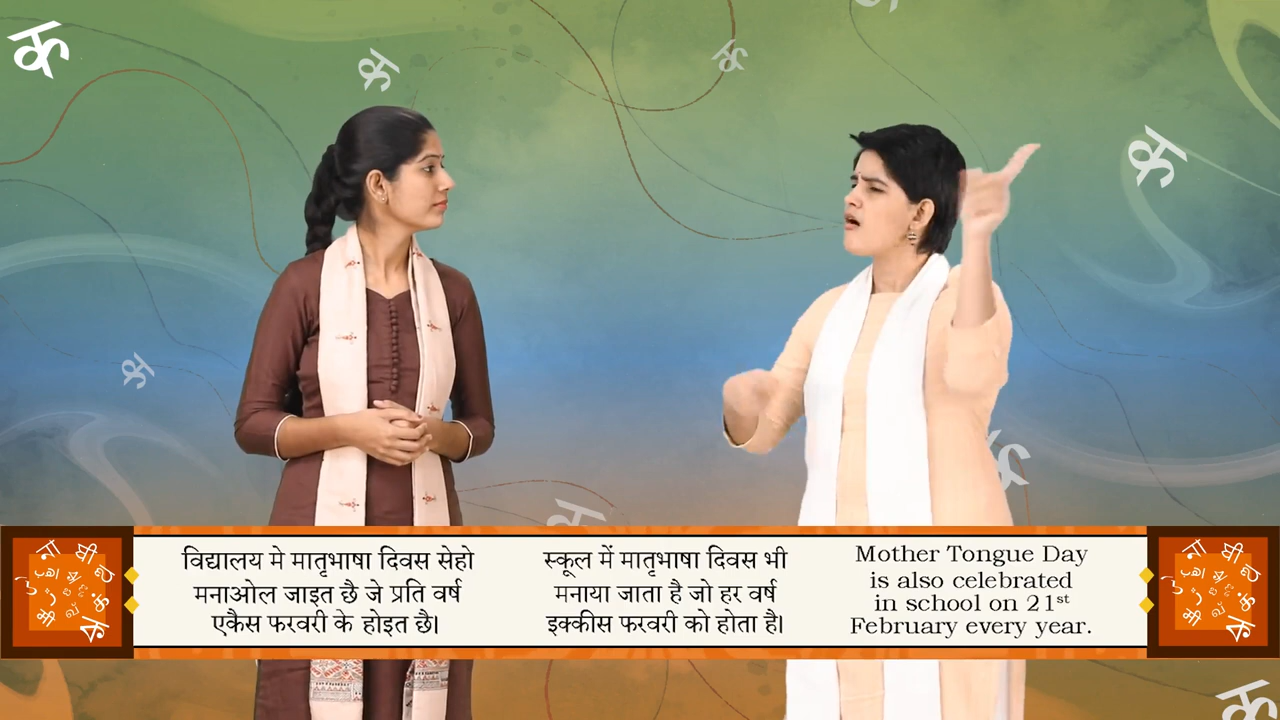 विद्यालय मे मातृभाषा दिवस सेहो
मनाओल जाइत छै जे प्रति वर्ष
एकैस फरवरी के होइत छै।
स्कूल में मातृभाषा दिवस भी
मनाया जाता है जो हर वर्ष
इक्कीस फरवरी को होता है।
Mother Tongue Day
is also celebrated
in school on 21st
February every year.